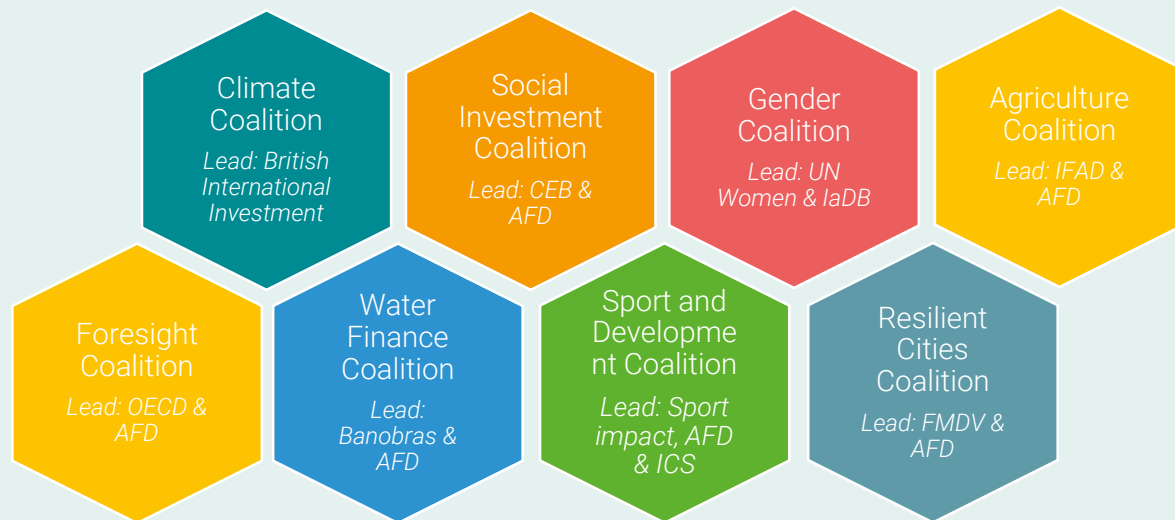 Climate
Coalition
Lead: British
International
Investment
Social
Investment
Coalition
Lead: CEB &
AFD
Gender
Coalition
Lead: UN
Women & IaDB
Agriculture
Coalition
Lead: IFAD &
AFD
Foresight
Coalition
Lead: OECD &
AFD
Water
Finance
Coalition
Lead:
Banobras &
AFD
Sport and
Developme
nt Coalition
Lead: Sport
impact, AFD
& ICS
Resilient
Cities
Coalition
Lead: FMDV &
AFD